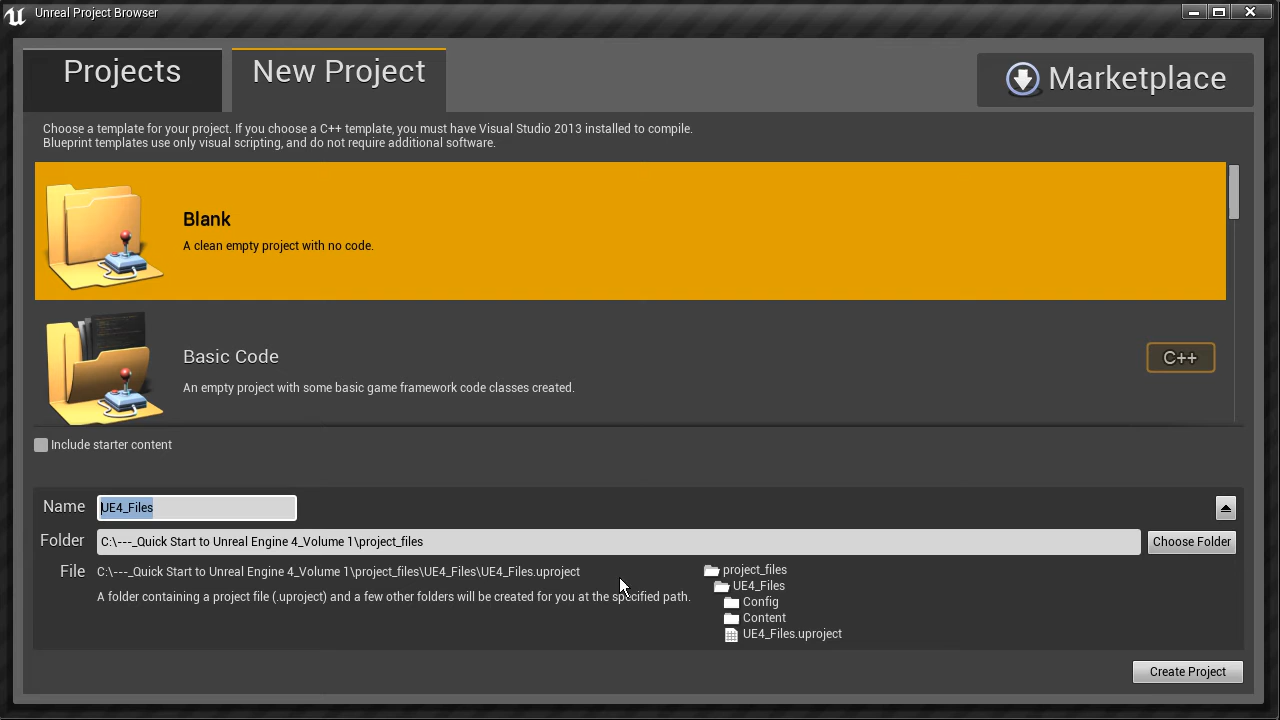 Unreal Project Browser
Projects
New Project
Marketplace
Choose a template for your project. If you choose a C++ template, you must have Visual Studio 2013 installed to compile.
Blueprint templates use only visual scripting, and do not require additional software.
Blank
A clean empty project with no code.
Basic Code
C++
An empty project with some basic game framework code classes created.
Include starter content
Name UE4_Files
Folder C:\---_Quick Start to Unreal Engine 4_Volume 1\project_files Choose Folder
File C:\---_Quick Start to Unreal Engine 4_Volume 1\project_files\UE4_Files\UE4_Files.uproject
A folder containing a project file (.uproject) and a few other folders will be created for you at the specified path.
project_files
UE4_Files
Config
Content
UE4_Files.uproject
Create Project